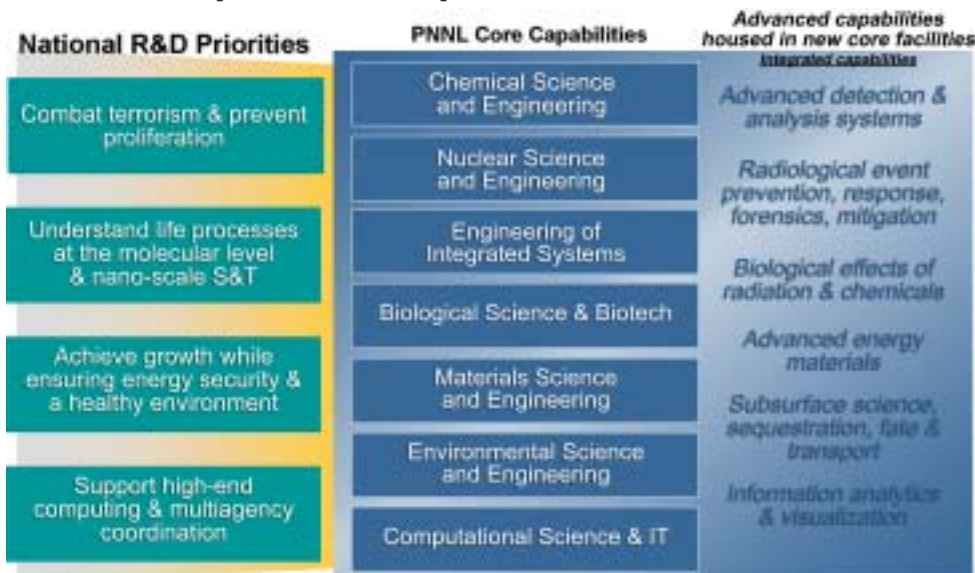 National R&D Priorities
Combat terrorism & prevent
proliferation
Understand life processes
at the molecular level
& nano-scale S&T
Achieve growth while
ensuring energy security &
a healthy environment
Support high-end
computing & multiagency
coordination
PNNL Core Capabilities
Chemical Science
and Engineering
Nuclear Science
and Engineering
Engineering of
Integrated Systems
Biological Science & Biotech
Materials Science
and Engineering
Environmental Science
and Engineering
Computational Science & IT
Advanced capabilities
housed in new core facilities
Integrated capabilities
Advanced detection &
analysis systems
Radiological event
prevention, response,
forensics, mitigation
Biological effects of
radiation & chemicals
Advanced energy
materials
Subsurface science,
sequestration, fate &
transport
Information analytics
& visualization